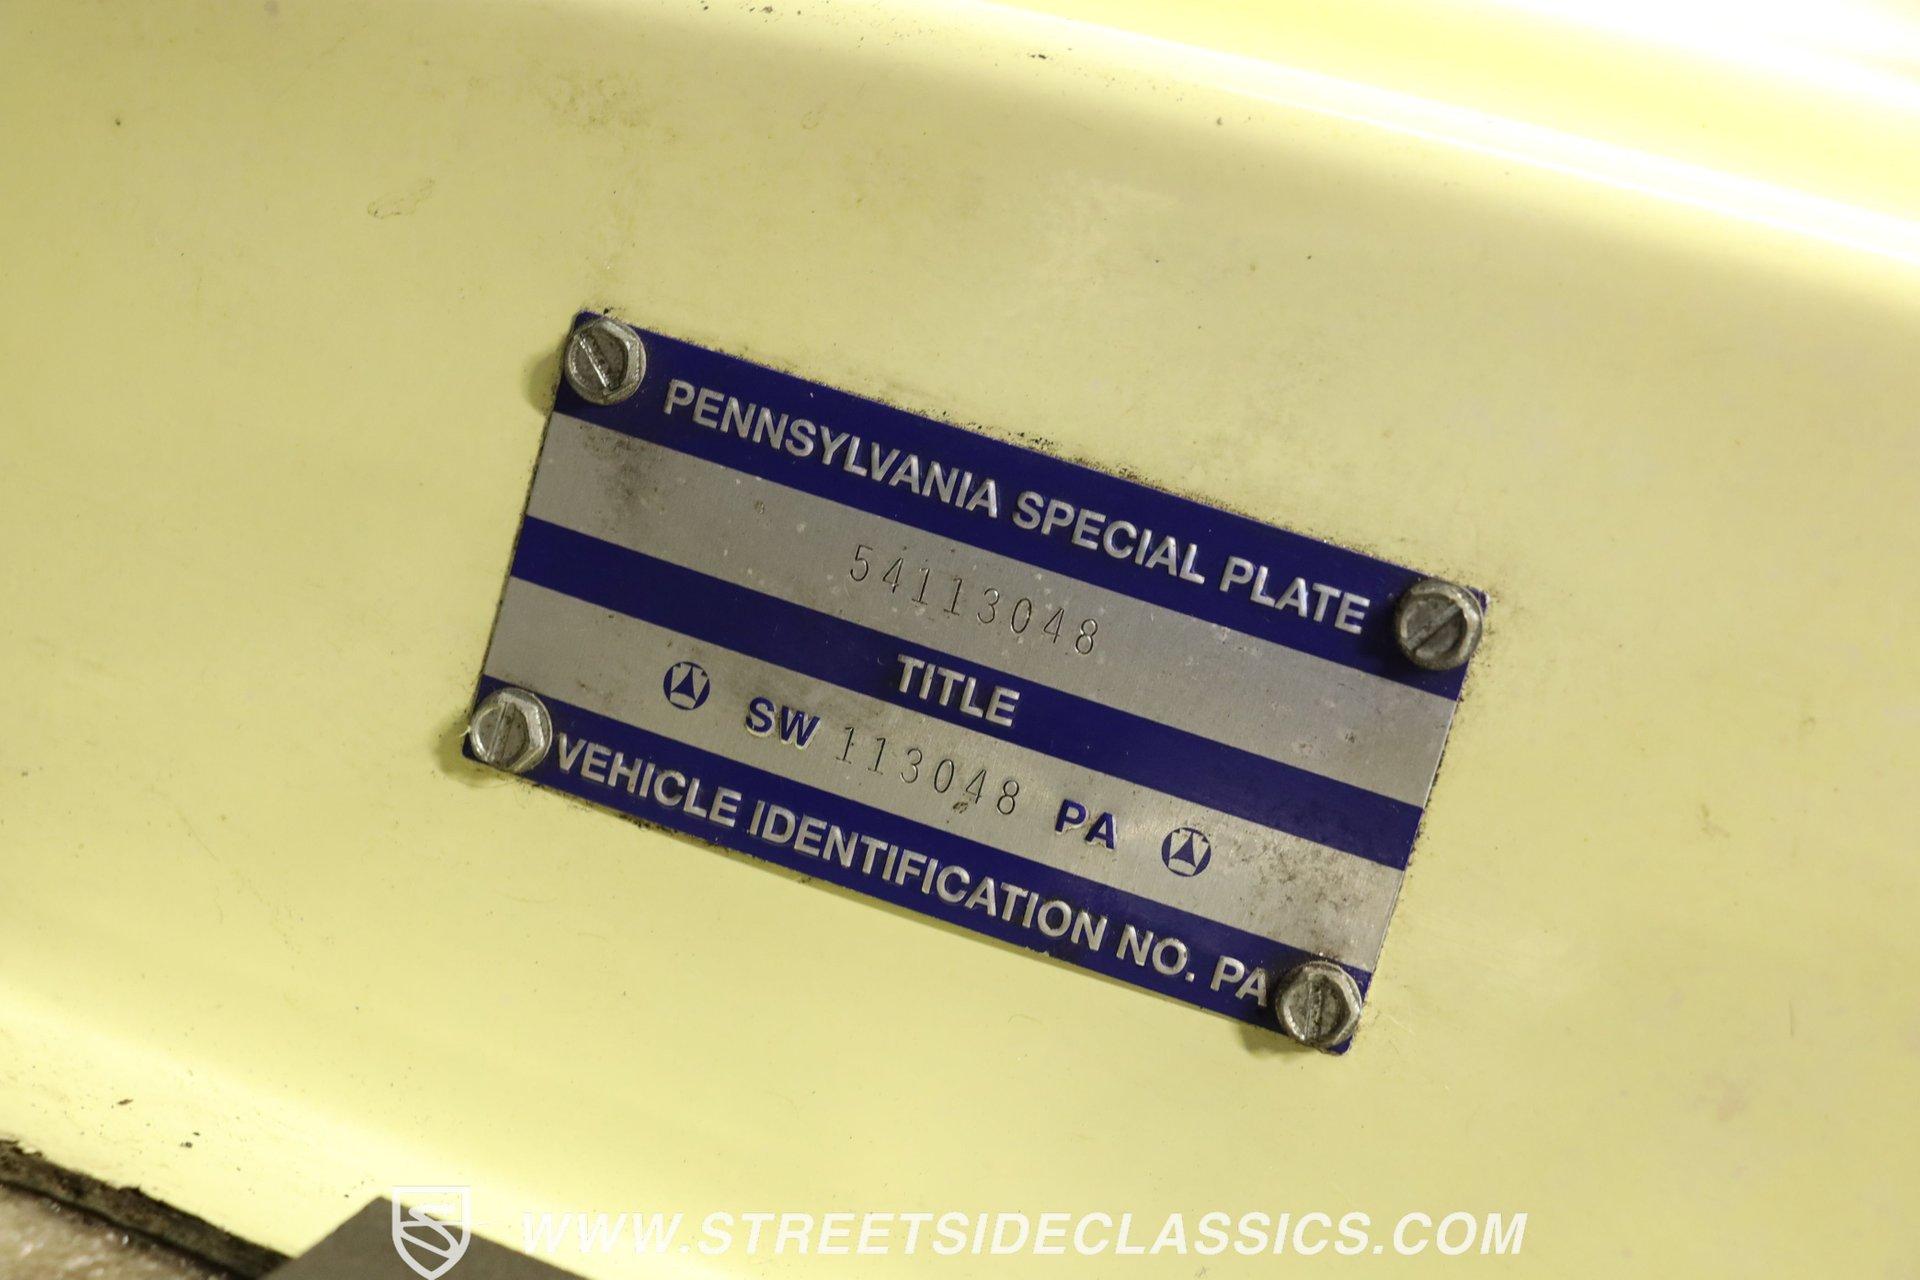 PENNSYLVANIA SPECIAL PLATE
54113048
TITLE
SW 113048 PA
VEHICLE IDENTIFICATION NO. PA
WWW.STREETSIDECLASSICS.COM